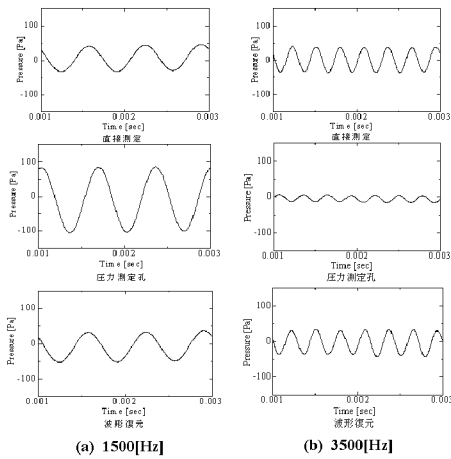 Pressure [Pa]
100
0
-100
0.001
0.002
0.003
Time [sec]
直接測定
Pressure [Pa]
100
0
-100
0.001
0.002
0.003
Time [sec]
圧力測定孔
Pressure [Pa]
100
0
-100
0.001
0.002
0.003
Time [sec]
波形復元
(a) 1500[Hz]
Pressure [Pa]
100
0
-100
0.001
0.002
0.003
Time [sec]
直接測定
Pressure [Pa]
100
0
-100
0.001
0.002
0.003
Time [sec]
圧力測定孔
Pressure [Pa]
100
0
-100
0.001
0.002
0.003
Time [sec]
波形復元
(b) 3500[Hz]